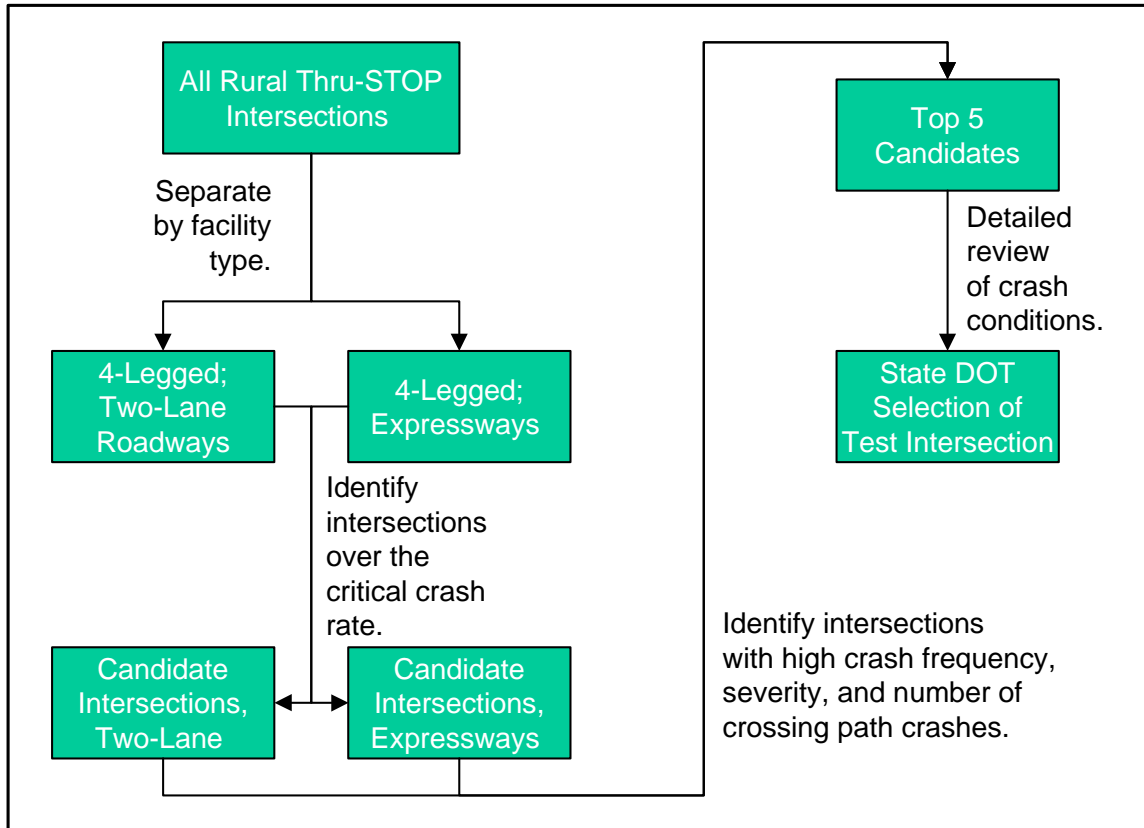 All Rural Thru-STOP
Intersections
Separate
by facility
type.
4-Legged;
Two-Lane
Roadways
4-Legged;
Expressways
Identify
intersections
over the
critical crash
rate.
Candidate
Intersections,
Two-Lane
Candidate
Intersections,
Expressways
Identify intersections
with high crash frequency,
severity, and number of
crossing path crashes.
Top 5
Candidates
Detailed
review
of crash
conditions.
State DOT
Selection of
Test Intersection